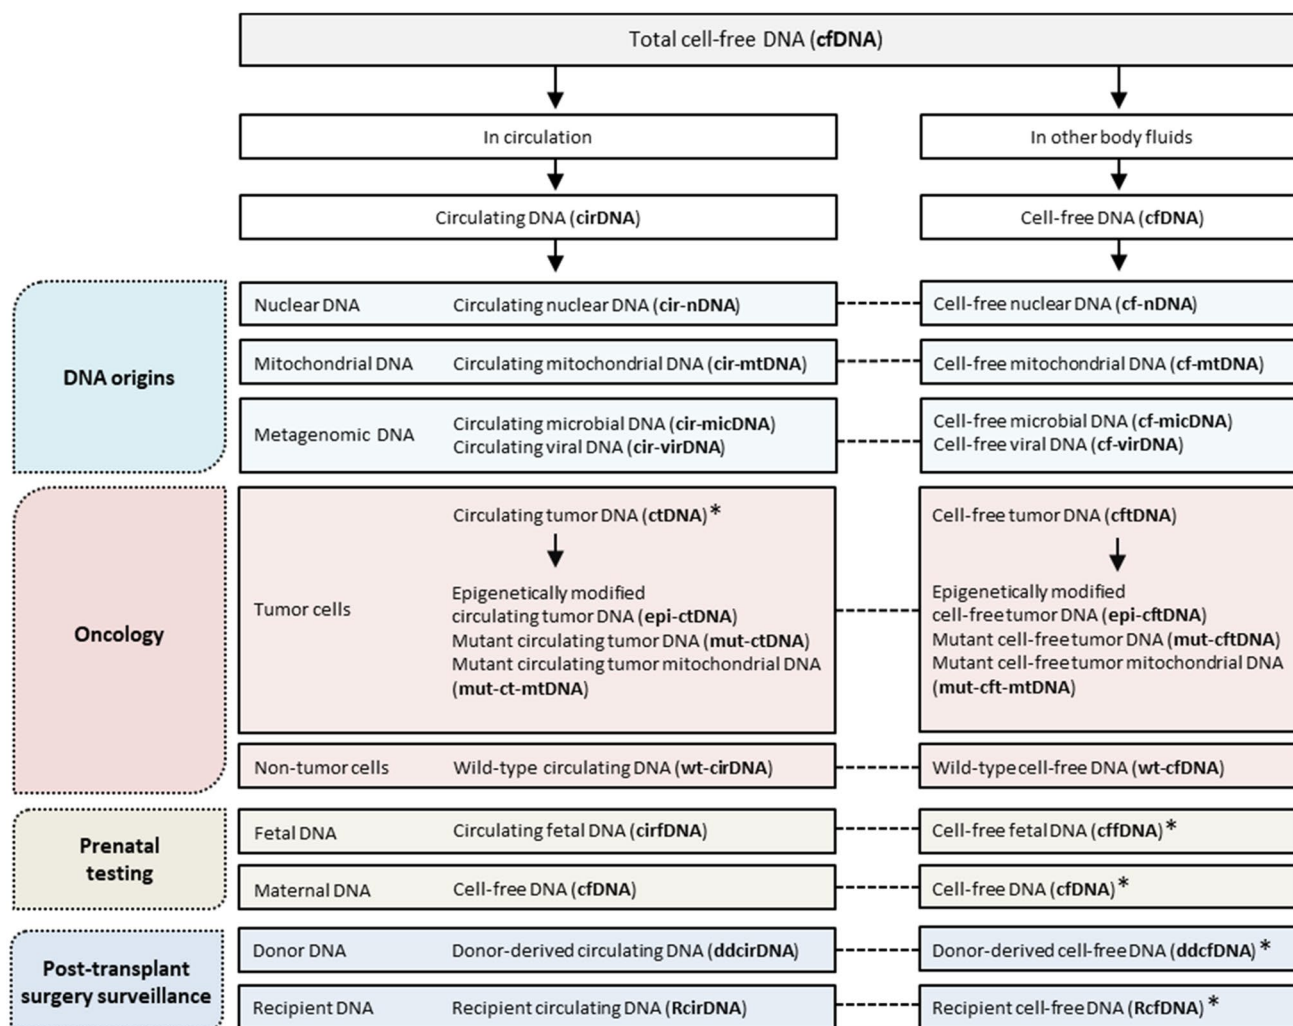 Total cell-free DNA (cfDNA)
In circulation
In other body fluids
Circulating DNA (cirDNA)
Cell-free DNA (cfDNA)
DNA origins
Nuclear DNA
Circulating nuclear DNA (cir-nDNA)
Cell-free nuclear DNA (cf-nDNA)
Mitochondrial DNA
Circulating mitochondrial DNA (cir-mtDNA)
Cell-free mitochondrial DNA (cf-mtDNA)
Metagenomic DNA
Circulating microbial DNA (cir-micDNA)
Circulating viral DNA (cir-virDNA)
Cell-free microbial DNA (cf-micDNA)
Cell-free viral DNA (cf-virDNA)
Oncology
Tumor cells
Circulating tumor DNA (ctDNA)*
Epigenetically modified
circulating tumor DNA (epi-ctDNA)
Mutant circulating tumor DNA (mut-ctDNA)
Mutant circulating tumor mitochondrial DNA
(mut-ct-mtDNA)
Cell-free tumor DNA (cftDNA)
Epigenetically modified
cell-free tumor DNA (epi-cftDNA)
Mutant cell-free tumor DNA (mut-cftDNA)
Mutant cell-free tumor mitochondrial DNA
(mut-cft-mtDNA)
Non-tumor cells
Wild-type circulating DNA (wt-cirDNA)
Wild-type cell-free DNA (wt-cfDNA)
Prenatal
testing
Fetal DNA
Circulating fetal DNA (cirfDNA)
Cell-free fetal DNA (cffDNA)*
Maternal DNA
Cell-free DNA (cfDNA)
Cell-free DNA (cfDNA)*
Post-transplant
surgery surveillance
Donor DNA
Donor-derived circulating DNA (ddcirDNA)
Donor-derived cell-free DNA (ddcfDNA)*
Recipient DNA
Recipient circulating DNA (RcirDNA)
Recipient cell-free DNA (RcfDNA)*